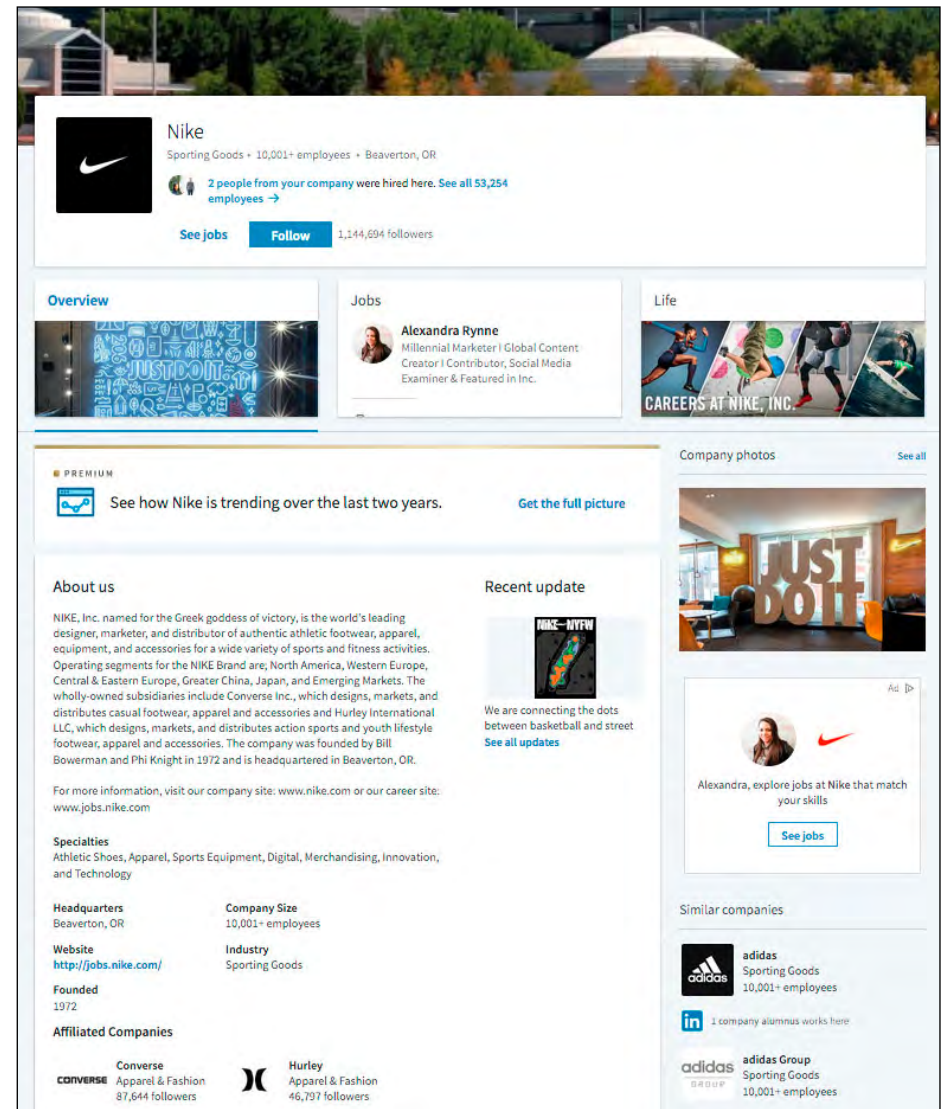 Nike
Sporting Goods • 10,001+ employees • Beaverton, OR
2 people from your company were hired here. See all 53,254
employees →
See jobs
Follow
1,144,694 followers
Overview
JUST DO IT.
Jobs
Alexandra Rynne
Millennial Marketer I Global Content
Creator I Contributor, Social Media
Examiner & Featured in Inc.
Life
CAREERS AT NIKE, INC.
PREMIUM
See how Nike is trending over the last two years.
Get the full picture
About us
NIKE, Inc. named for the Greek goddess of victory, is the world's leading
designer, marketer, and distributor of authentic athletic footwear, apparel,
equipment, and accessories for a wide variety of sports and fitness activities.
Operating segments for the NIKE Brand are; North America, Western Europe,
Central & Eastern Europe, Greater China, Japan, and Emerging Markets. The
wholly-owned subsidiaries include Converse Inc., which designs, markets, and
distributes casual footwear, apparel and accessories and Hurley International
LLC, which designs, markets, and distributes action sports and youth lifestyle
footwear, apparel and accessories. The company was founded by Bill
Bowerman and Phi Knight in 1972 and is headquartered in Beaverton, OR.
For more information, visit our company site: www.nike.com or our career site:
www.jobs.nike.com
Specialties
Athletic Shoes, Apparel, Sports Equipment, Digital, Merchandising, Innovation,
and Technology
Headquarters
Beaverton, OR
Company Size
10,001+ employees
Website
http://jobs.nike.com/
Industry
Sporting Goods
Founded
1972
Affiliated Companies
CONVERSE
Converse
Apparel & Fashion
87,644 followers
Hurley
Apparel & Fashion
46,797 followers
Recent update
NIKE NYFW
We are connecting the dots
between basketball and street
See all updates
Company photos
See all
JUST
DO IT
Ad
Alexandra, explore jobs at Nike that match
your skills
See jobs
Similar companies
adidas
adidas
Sporting Goods
10,001+ employees
in
1 company alumnus works here
adidas
GROUP
adidas Group
Sporting Goods
10,001+ employees